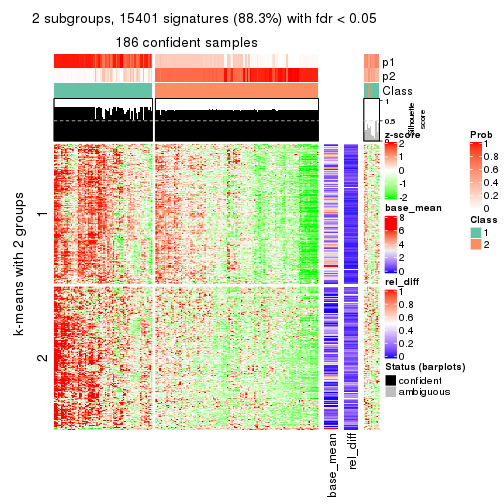 2 subgroups, 15401 signatures (88.3%) with fdr < 0.05
186 confident samples
p1
p2
Class
1
0.5
0
Silhouette
score
k-means with 2 groups
1
2
base_mean
rel_diff
z-score
2
1
0
-1
-2
base_mean
8
6
4
2
0
rel_diff
1
0.8
0.6
0.4
0.2
0
Status (barplots)
confident
ambiguous
Prob
1
0.8
0.6
0.4
0.2
0
Class
1
2